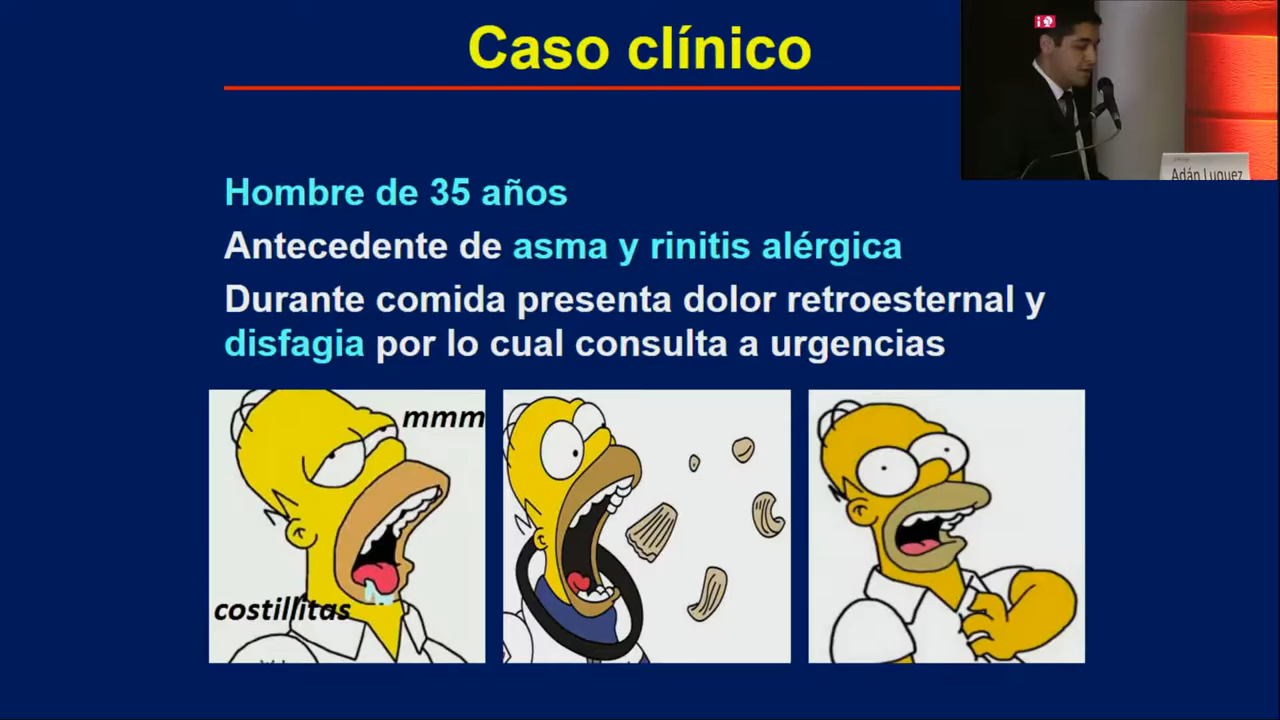 Caso clínico
Adán Luquez
Hombre de 35 años
Antecedente de asma y rinitis alérgica
Durante comida presenta dolor retroesternal y
disfagia por lo cual consulta a urgencias
mmm
costillitas